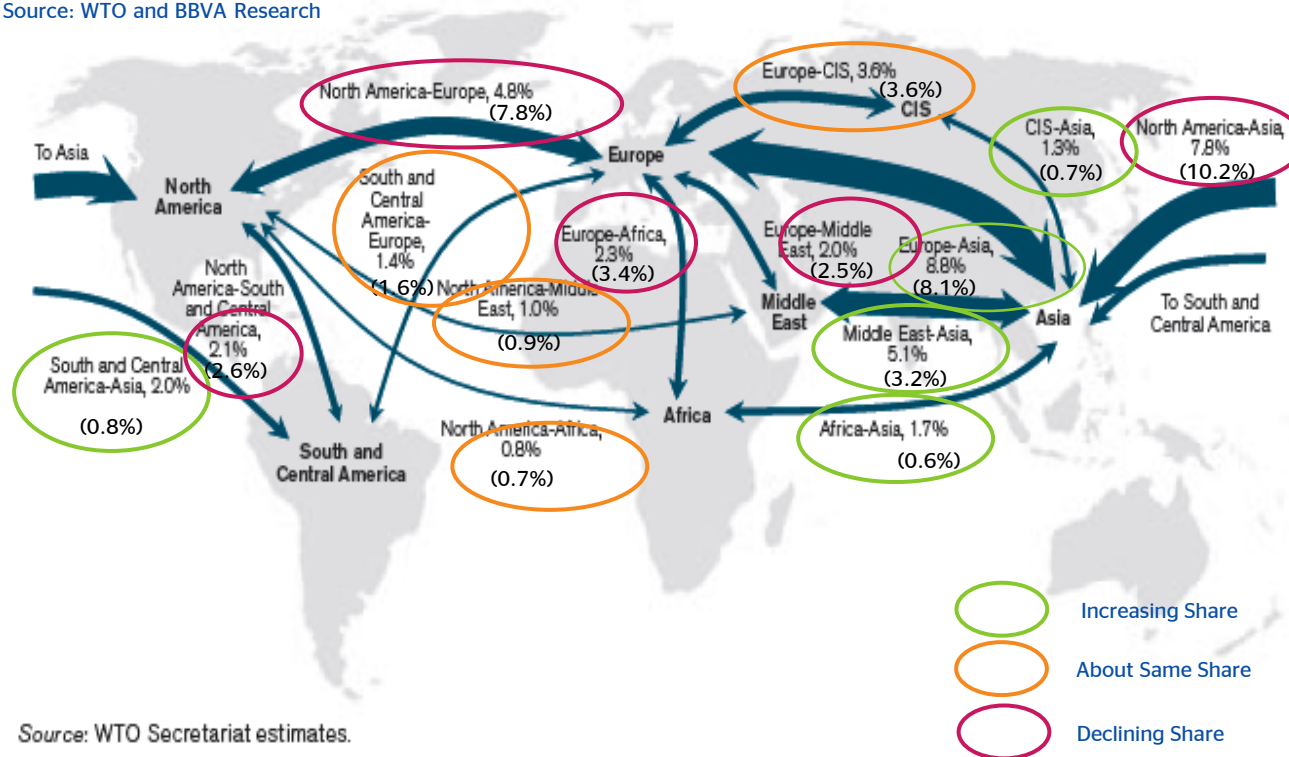 Source: WTO and BBVA Research
Europe-CIS, 3.6%
(3.6%)
CIS
North America-Europe, 4.8%
(7.8%)
CIS-Asia,
1.3%
(0.7%)
North America-Asia,
7.8%
(10.2%)
To Asia
Europe
North
America
South and
Central
America-
Europe,
1.4%
(1.6%)
Europe-Africa,
2.3%
(3.4%)
Europe-Middle
East, 2.0%
(2.5%)
Europe-Asia,
8.8%
(8.1%)
North
America-South
and Central
America,
2.1%
(2.6%)
North America-Middle
East, 1.0%
(0.9%)
Middle
East
Asia
To South and
Central America
Middle East-Asia,
5.1%
(3.2%)
South and Central
America-Asia, 2.0%
(0.8%)
Africa
North America-Africa,
0.8%
(0.7%)
Africa-Asia, 1.7%
(0.6%)
South and
Central America
Increasing Share
About Same Share
Declining Share
Source: WTO Secretariat estimates.